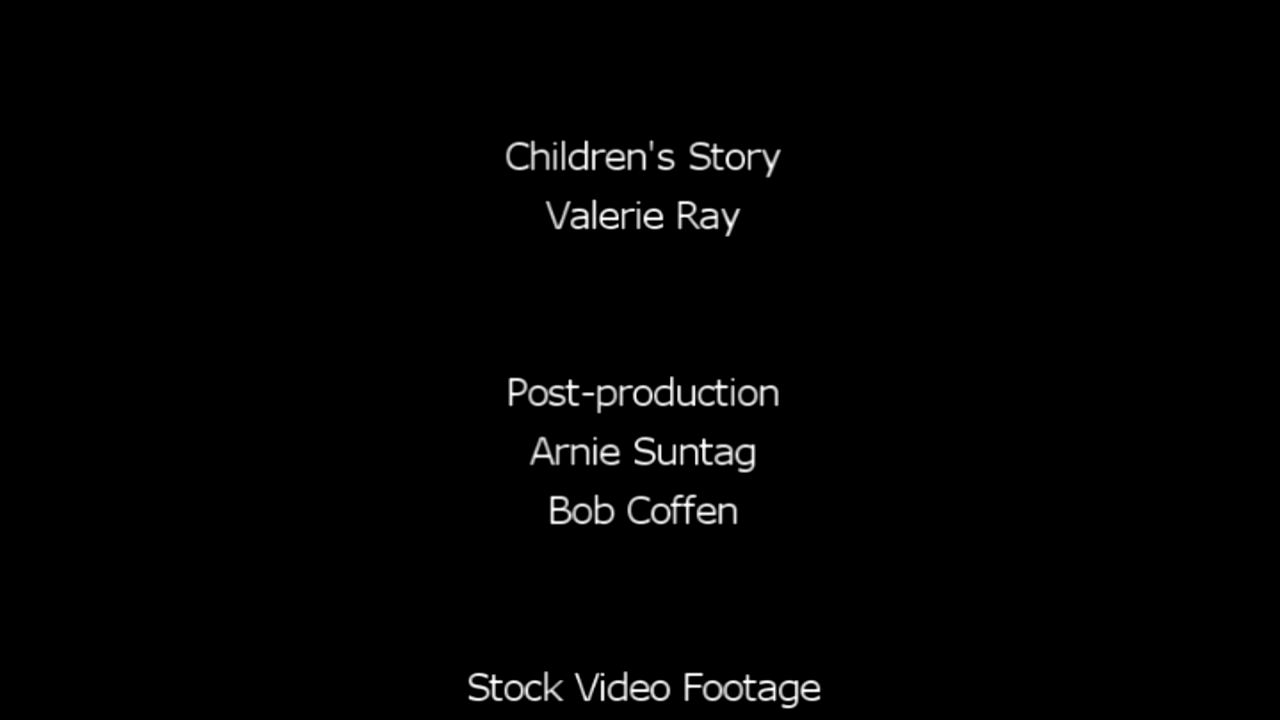 Children's Story
Valerie Ray
Post-production
Arnie Suntag
Bob Coffen
Stock Video Footage